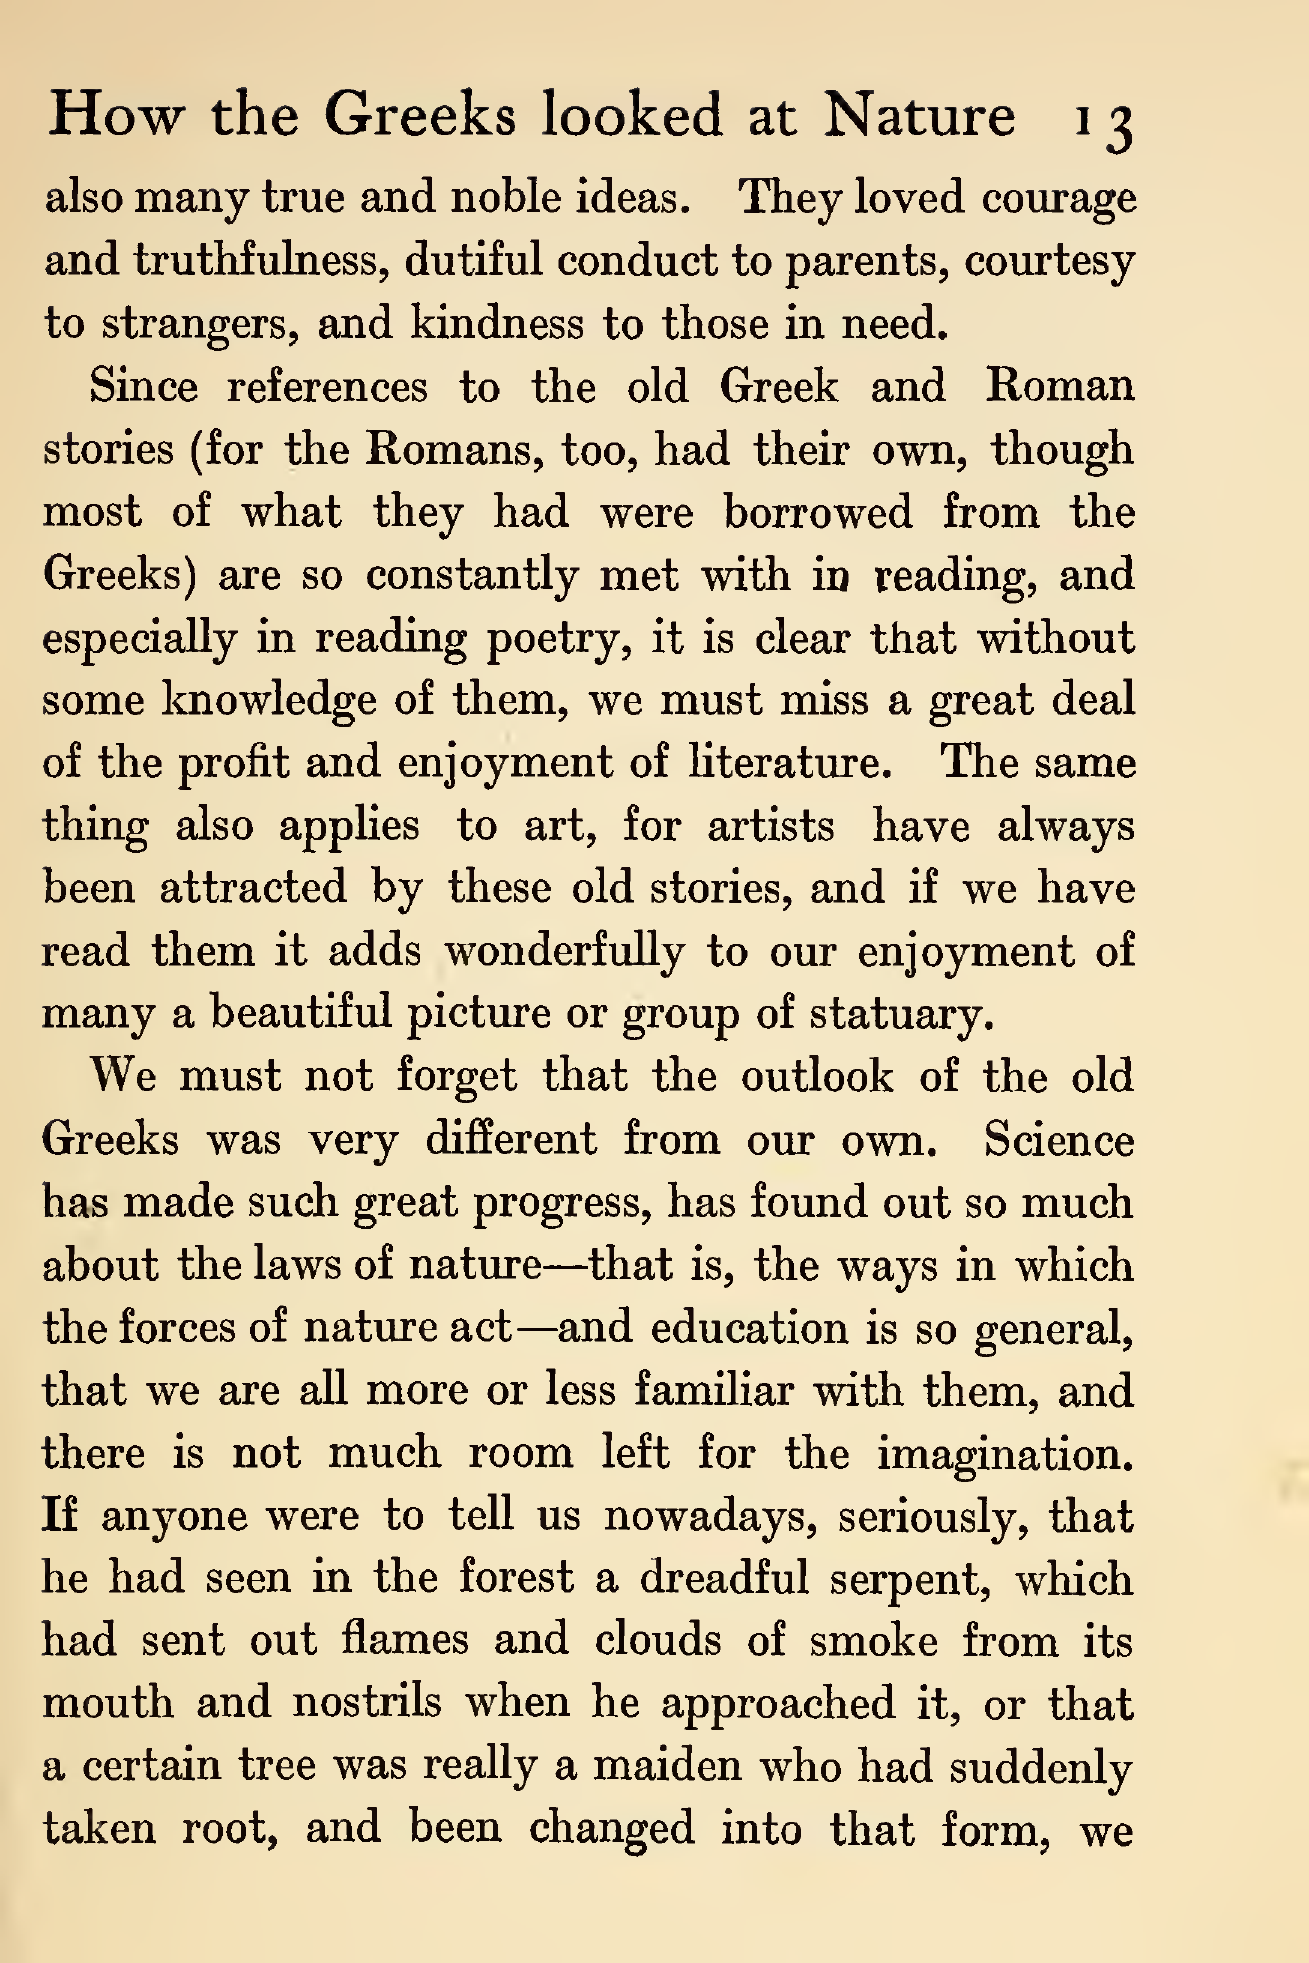 How the Greeks looked at Nature 13
also many true and noble ideas. They loved courage
and truthfulness, dutiful conduct to parents, courtesy
to strangers, and kindness to those in need.
Since references to the old Greek and Roman
stories (for the Romans, too, had their own, though
most of what they had were borrowed from the
Greeks) are so constantly met with in reading, and
especially in reading poetry, it is clear that without
some knowledge of them, we must miss a great deal
of the profit and enjoyment of literature. The same
thing also applies to art, for artists have always
been attracted by these old stories, and if we have
read them it adds wonderfully to our enjoyment of
many a beautiful picture or group of statuary.
We must not forget that the outlook of the old
Greeks was very different from our own. Science
has made such great progress, has found out so much
about the laws of nature—that is, the ways in which
the forces of nature act—and education is so general,
that we are all more or less familiar with them, and
there is not much room left for the imagination.
If anyone were to tell us nowadays, seriously, that
he had seen in the forest a dreadful serpent, which
had sent out flames and clouds of smoke from its
mouth and nostrils when he approached it, or that
a certain tree was really a maiden who had suddenly
taken root, and been changed into that form, we